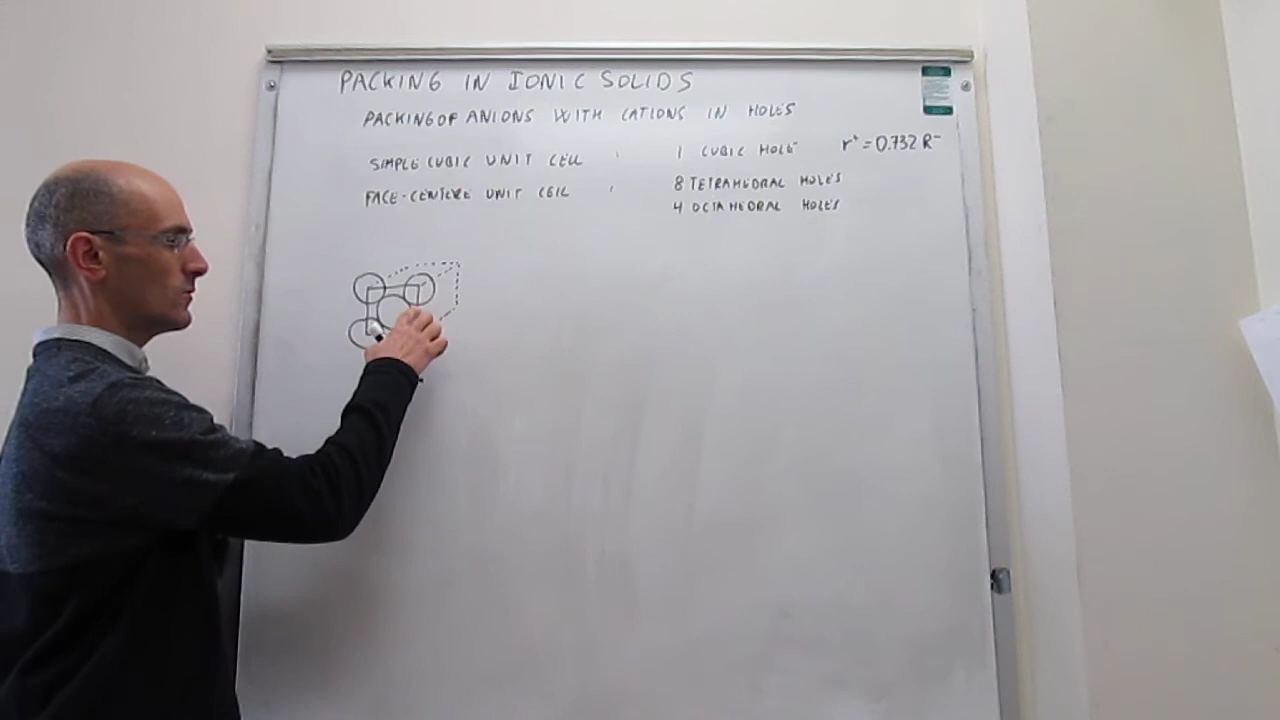 PACKING IN IONIC SOLIDS
PACKING OF ANIONS WITH CATIONS IN HOLES
SIMPLE CUBIC UNIT CELL : 1 CUBIC HOLE r⁺ = 0.732 R⁻
FACE-CENTERE UNIT CELL : 8 TETRAHEDRAL HOLES
4 OCTAHEDRAL HOLES